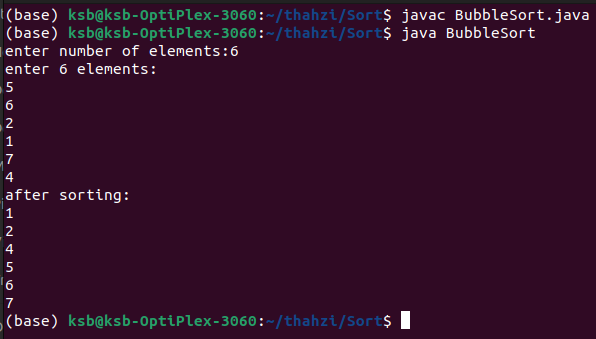 (base) ksb@ksb-OptiPlex-3060:~/thahzi/Sort$ javac BubbleSort.java
(base) ksb@ksb-OptiPlex-3060:~/thahzi/Sort$ java BubbleSort
enter number of elements:6
enter 6 elements:
5
6
2
1
7
4
after sorting:
1
2
4
5
6
7
(base) ksb@ksb-OptiPlex-3060:~/thahzi/Sort$